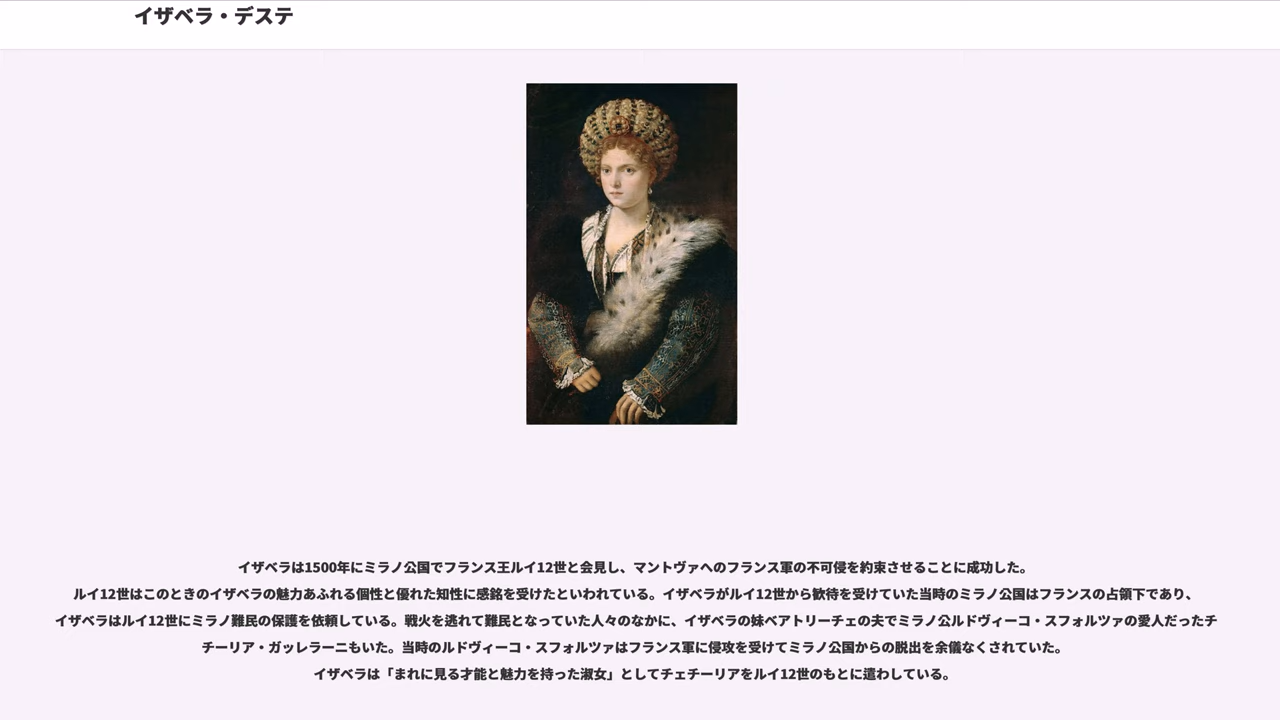 イザベラ・デステ
イザベラは1500年にミラノ公国でフランス王ルイ12世と会見し、マントヴァへのフランス軍の不可侵を約束させることに成功した。
ルイ12世はこのときのイザベラの魅力あふれる個性と優れた知性に感銘を受けたといわれている。イザベラがルイ12世から歓待を受けていた当時のミラノ公国はフランスの占領下であり、
イザベラはルイ12世にミラノ難民の保護を依頼している。戦火を逃れて難民となっていた人々のなかに、イザベラの妹ベアトリーチェの夫でミラノ公ルドヴィーコ・スフォルツァの愛人だったチ
チーリア・ガッレラーニもいた。当時のルドヴィーコ・スフォルツァはフランス軍に侵攻を受けてミラノ公国からの脱出を余儀なくされていた。
イザベラは「まれに見る才能と魅力を持った淑女」としてチェチーリアをルイ12世のもとに遣わしている。